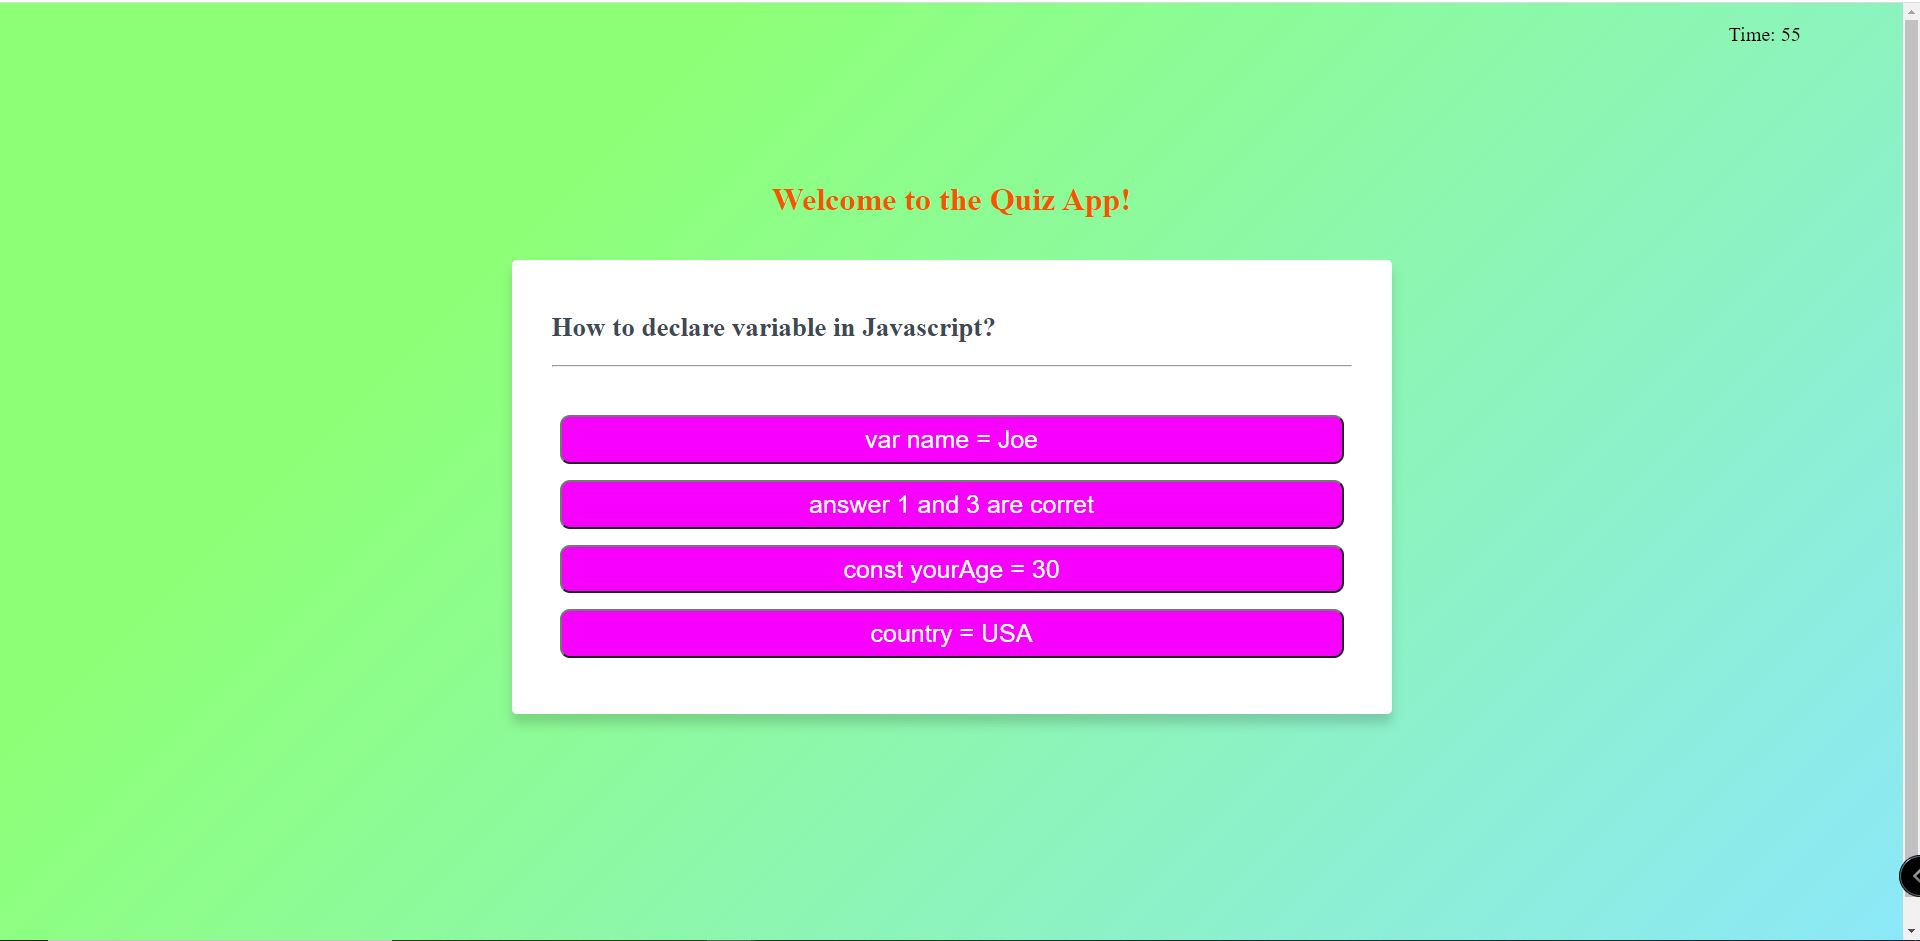 Time: 55
Welcome to the Quiz App!
How to declare variable in Javascript?
var name = Joe
answer 1 and 3 are corret
const yourAge = 30
country = USA